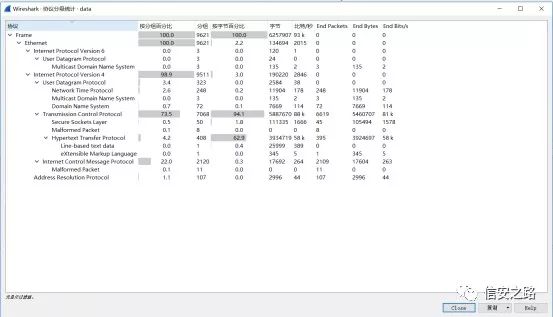 Wireshark · 协议分级统计 · data
协议 按分组百分比 分组 按字节百分比 字节 比特/秒 End Packets End Bytes End Bits/s
Frame 100.0 9621 100.0 6257907 93 k 0 0 0
Ethernet 100.0 9621 2.2 134694 2015 0 0 0
Internet Protocol Version 6 0.0 3 0.0 120 1 0 0 0
User Datagram Protocol 0.0 3 0.0 24 0 0 0 0
Multicast Domain Name System 0.0 3 0.0 135 2 3 135 2
Internet Protocol Version 4 98.9 9511 3.0 190220 2846 0 0 0
User Datagram Protocol 3.4 323 0.0 2584 38 0 0 0
Network Time Protocol 2.6 248 0.2 11904 178 248 11904 178
Multicast Domain Name System 0.0 3 0.0 135 2 3 135 2
Domain Name System 0.7 72 0.1 7669 114 72 7669 114
Transmission Control Protocol 73.5 7068 94.1 5887670 88 k 6619 5460707 81 k
Secure Sockets Layer 0.5 50 1.8 111335 1666 45 105494 1578
Malformed Packet 0.1 8 0.0 0 0 8 0 0
Hypertext Transfer Protocol 4.2 408 62.9 3934719 58 k 395 3924697 58 k
Line-based text data 0.0 1 0.4 25999 389 0 0 0
eXtensible Markup Language 0.0 1 0.0 345 5 1 345 5
Internet Control Message Protocol 22.0 2120 0.3 17692 264 2109 17604 263
Malformed Packet 0.1 11 0.0 0 0 11 0 0
Address Resolution Protocol 1.1 107 0.0 2996 44 107 2996 44
无显示过滤器。
信安之路
Close 复制 Help